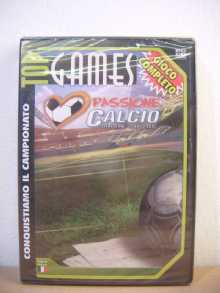 TOP
GAMES
GIOCO
COMPLETO!
PASSIONE
CALCIO
CONQUISTIAMO IL CAMPIONATO